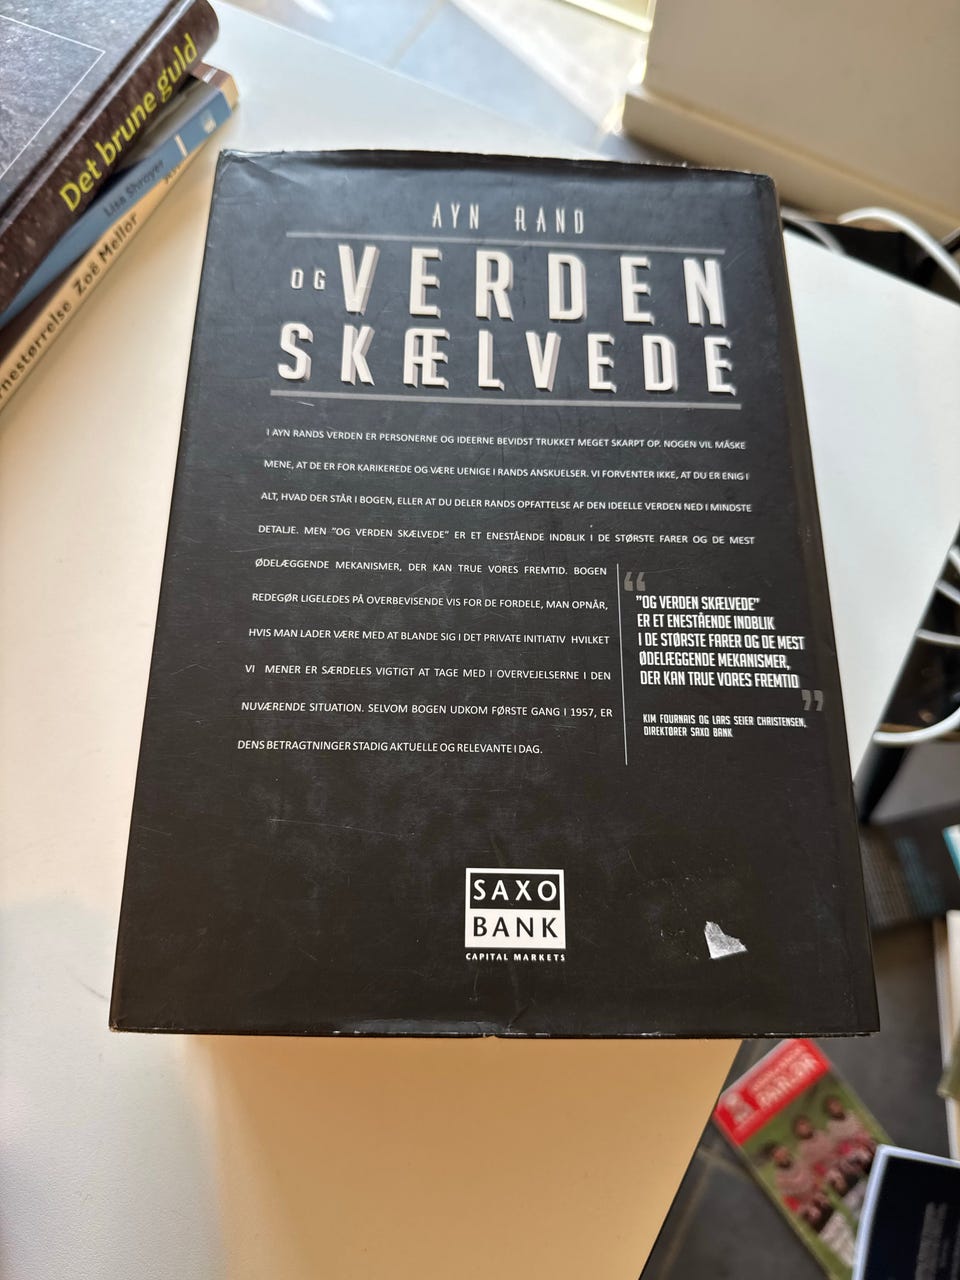 Det brune guld
Lisa Shroyer
nestørrelse Zoë Mellor
AYN RAND
OG VERDEN
SKÆLVEDE
I AYN RANDS VERDEN ER PERSONERNE OG IDEERNE BEVIDST TRUKKET MEGET SKARPT OP. NOGEN VIL MÅSKE
MENE, AT DE ER FOR KARIKEREDE OG VÆRE UENIGE I RANDS ANSKUELSER. VI FORVENTER IKKE, AT DU ER ENIG I
ALT, HVAD DER STÅR I BOGEN, ELLER AT DU DELER RANDS OPFATTELSE AF DEN IDEELLE VERDEN NED I MINDSTE
DETALJE. MEN "OG VERDEN SKÆLVEDE" ER ET ENESTÅENDE INDBLIK I DE STØRSTE FARER OG DE MEST
ØDELÆGGENDE MEKANISMER, DER KAN TRUE VORES FREMTID. BOGEN
REDEGØR LIGELEDES PÅ OVERBEVISENDE VIS FOR DE FORDELE, MAN OPNÅR,
HVIS MAN LADER VÆRE MED AT BLANDE SIG I DET PRIVATE INITIATIV HVILKET
VI MENER ER SÆRDELES VIGTIGT AT TAGE MED I OVERVEJELSERNE I DEN
NUVÆRENDE SITUATION. SELVOM BOGEN UDKOM FØRSTE GANG I 1957, ER
DENS BETRAGTNINGER STADIG AKTUELLE OG RELEVANTE I DAG.
"
"OG VERDEN SKÆLVEDE"
ER ET ENESTÅENDE INDBLIK
I DE STØRSTE FARER OG DE MEST
ØDELÆGGENDE MEKANISMER,
DER KAN TRUE VORES FREMTID
"
KIM FOURNAIS OG LARS SEIER CHRISTENSEN,
DIREKTØRER SAXO BANK
SAXO
BANK
CAPITAL MARKETS